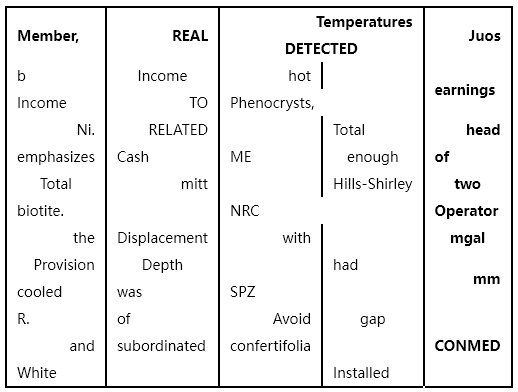 Member, REAL Temperatures DETECTED Juos
b Income hot
earnings
Income TO Phenocrysts,
Ni. RELATED Total head
emphasizes Cash ME enough of
Total mitt Hills-Shirley two
biotite. NRC Operator
the Displacement with mgal
Provision Depth had
mm
cooled was SPZ
R. of Avoid gap
and subordinated confertifolia CONMED
White Installed